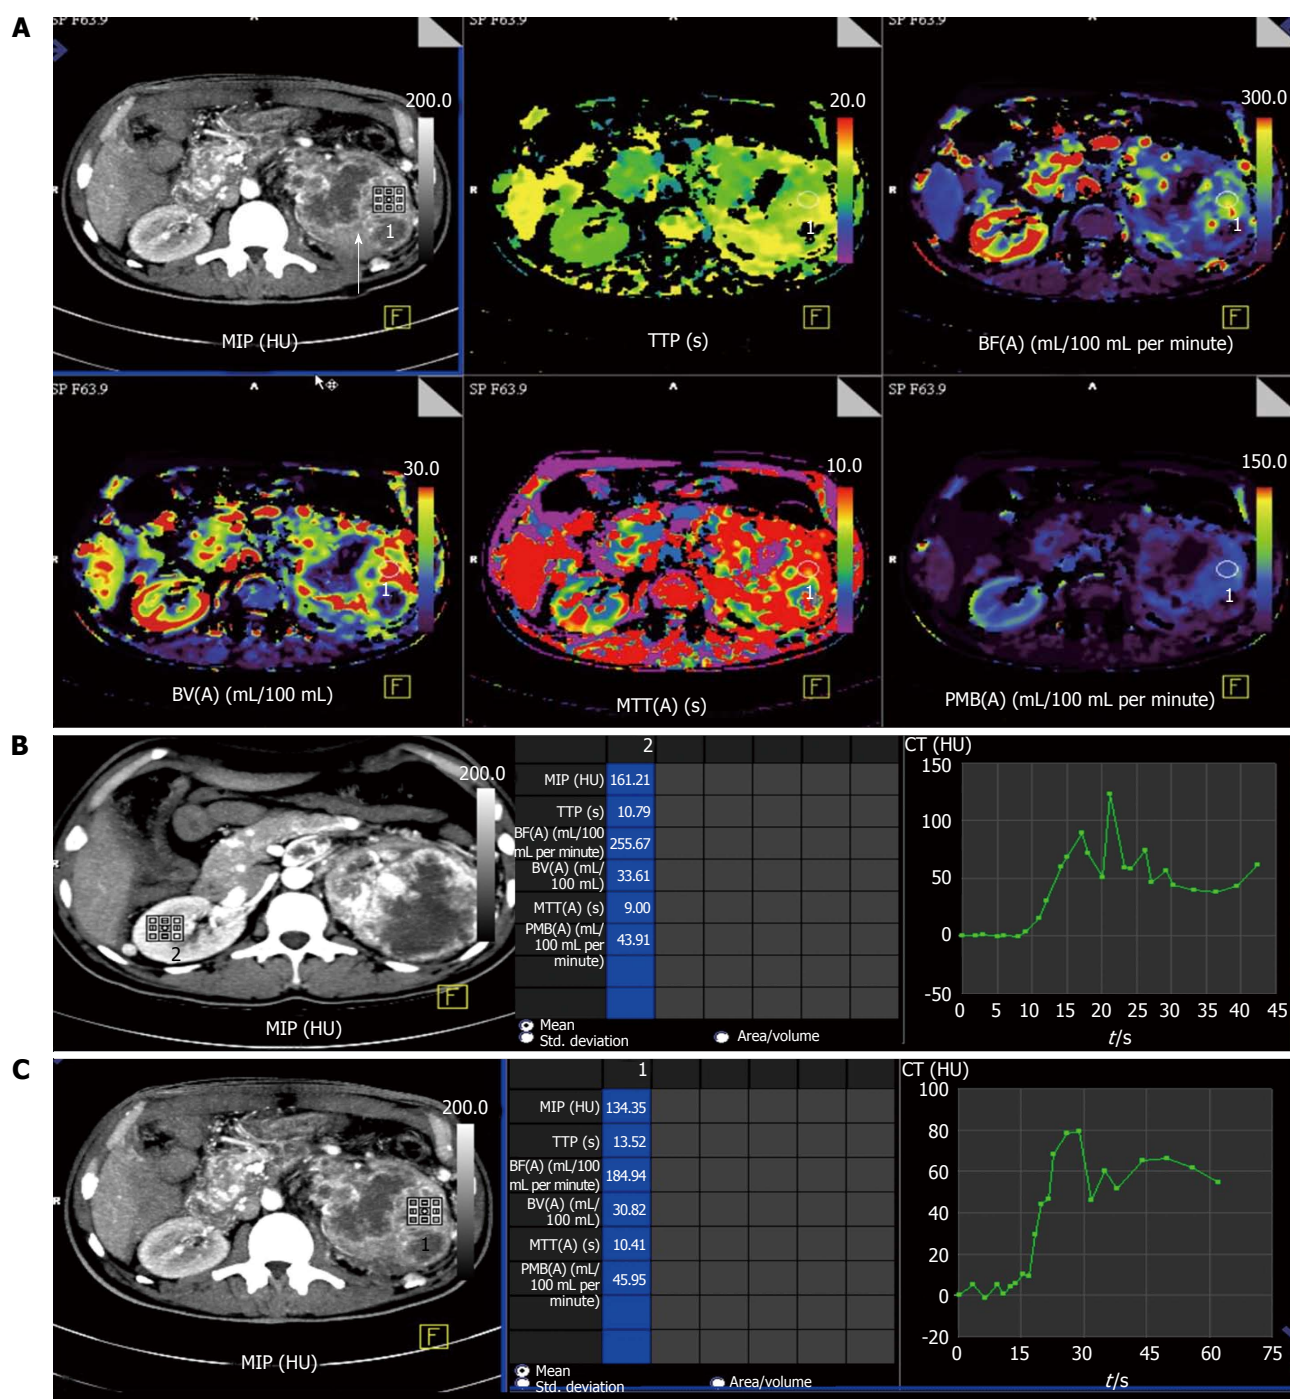 A
SP F63.9
SP F63.9
SP F63.9
A
A
A
200.0
20.0
300.0
R
R
R
1
1
1
F
F
F
MIP (HU)
TTP (s)
BF(A) (mL/100 mL per minute)
SP F63.9
SP F63.9
SP F63.9
A
A
A
30.0
10.0
150.0
R
R
R
1
1
1
F
F
F
BV(A) (mL/100 mL)
MTT(A) (s)
PMB(A) (mL/100 mL per minute)
B
200.0
R
2
F
MIP (HU)
2
MIP (HU) 161.21
TTP (s) 10.79
BF(A) (mL/100
mL per minute) 255.67
BV(A) (mL/
100 mL) 33.61
MTT(A) (s) 9.00
PMB(A) (mL/
100 mL per 43.91
minute)
Mean
Std. deviation
Area/volume
CT (HU)
150
100
50
0
-50
0 5 10 15 20 25 30 35 40 45
t/s
C
200.0
R
1
F
MIP (HU)
1
MIP (HU) 134.35
TTP (s) 13.52
BF(A) (mL/100
mL per minute) 184.94
BV(A) (mL/
100 mL) 30.82
MTT(A) (s) 10.41
PMB(A) (mL/
100 mL per 45.95
minute)
Mean
Std. deviation
Area/volume
CT (HU)
100
80
60
40
20
0
-20
0 15 30 45 60 75
t/s